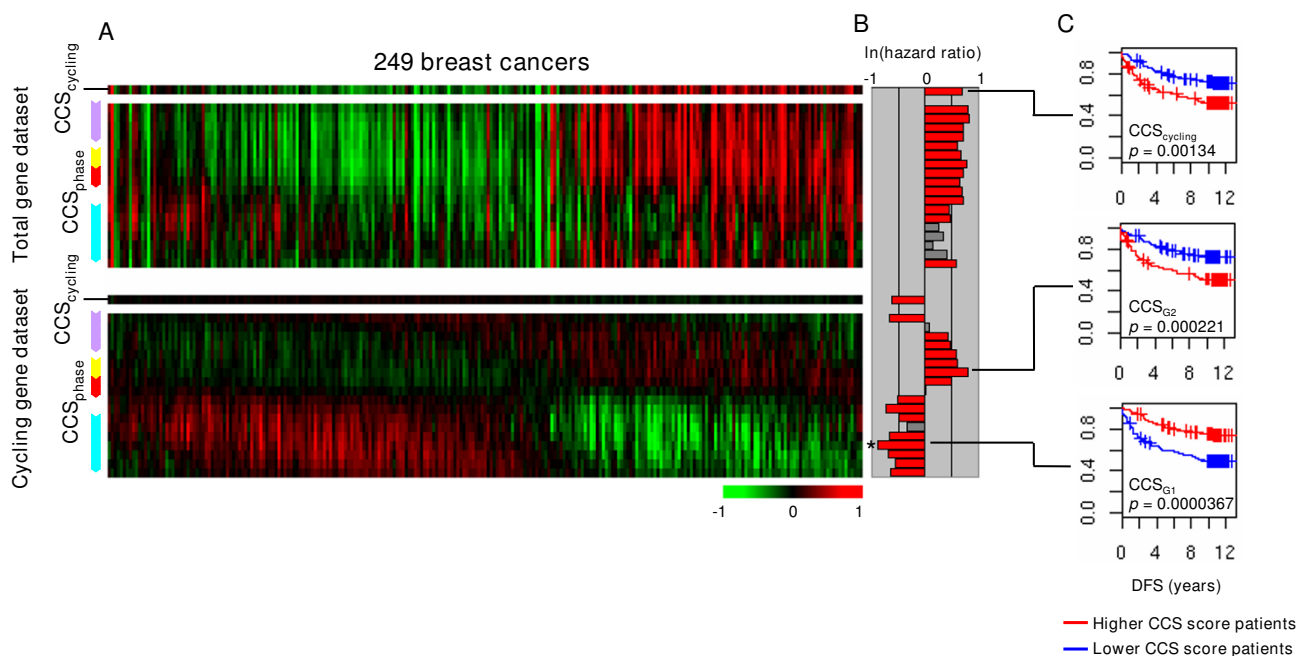 A
B
C
249 breast cancers
ln(hazard ratio)
-1 0 1
Total gene dataset
CCScycling
CCSphase
Cycling gene dataset
CCScycling
CCSphase
*
-1 0 1
0.8
0.4
0.0
CCScycling
p = 0.00134
0 4 8 12
0.8
0.4
0.0
CCSG2
p = 0.000221
0 4 8 12
0.8
0.4
0.0
CCSG1
p = 0.0000367
0 4 8 12
DFS (years)
Higher CCS score patients
Lower CCS score patients